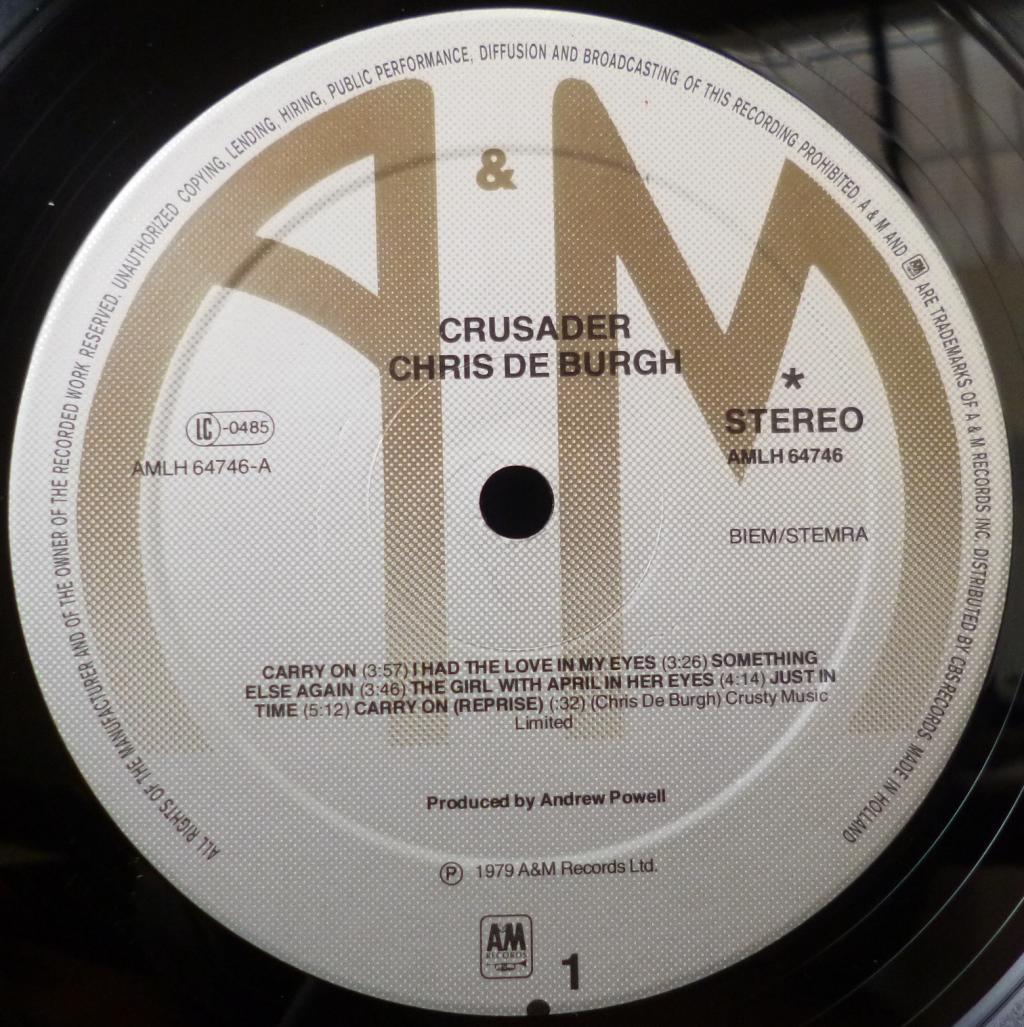 ALL RIGHTS OF THE MANUFACTURER AND OF THE OWNER OF THE RECORDED WORK RESERVED. UNAUTHORIZED COPYING, LENDING, HIRING, PUBLIC PERFORMANCE, DIFFUSION AND BROADCASTING OF THIS RECORDING PROHIBITED. A & M AND AM ARE TRADEMARKS OF A & M RECORDS INC. DISTRIBUTED BY CBS RECORDS. MADE IN HOLLAND
A & M
CRUSADER
CHRIS DE BURGH
*
STEREO
AMLH 64746
LC-0485
AMLH 64746-A
BIEM/STEMRA
CARRY ON (3:57) I HAD THE LOVE IN MY EYES (3:26) SOMETHING
ELSE AGAIN (3:46) THE GIRL WITH APRIL IN HER EYES (4:14) JUST IN
TIME (5:12) CARRY ON (REPRISE) (:32) (Chris De Burgh) Crusty Music
Limited
Produced by Andrew Powell
℗ 1979 A&M Records Ltd.
AM
RECORDS
1